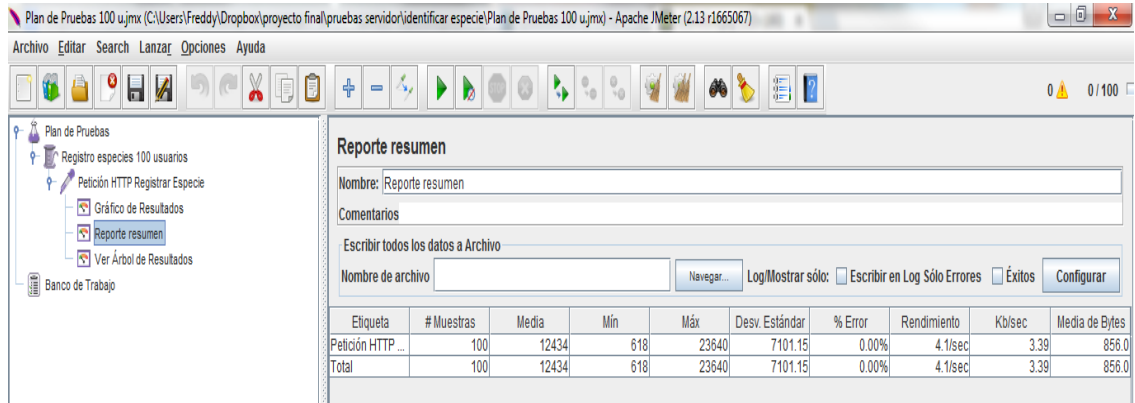 Plan de Pruebas 100 u.jmx (C:\Users\Freddy\Dropbox\proyecto final\pruebas servidor\identificar especie\Plan de Pruebas 100 u.jmx) - Apache JMeter (2.13 r1665067)
Archivo Editar Search Lanzar Opciones Ayuda
0 0 / 100
Plan de Pruebas
Registro especies 100 usuarios
Petición HTTP Registrar Especie
Gráfico de Resultados
Reporte resumen
Ver Árbol de Resultados
Banco de Trabajo
Reporte resumen
Nombre: Reporte resumen
Comentarios
Escribir todos los datos a Archivo
Nombre de archivo Navegar... Log/Mostrar sólo: Escribir en Log Sólo Errores Éxitos Configurar
Etiqueta # Muestras Media Mín Máx Desv. Estándar % Error Rendimiento Kb/sec Media de Bytes
Petición HTTP ... 100 12434 618 23640 7101.15 0.00% 4.1/sec 3.39 856.0
Total 100 12434 618 23640 7101.15 0.00% 4.1/sec 3.39 856.0